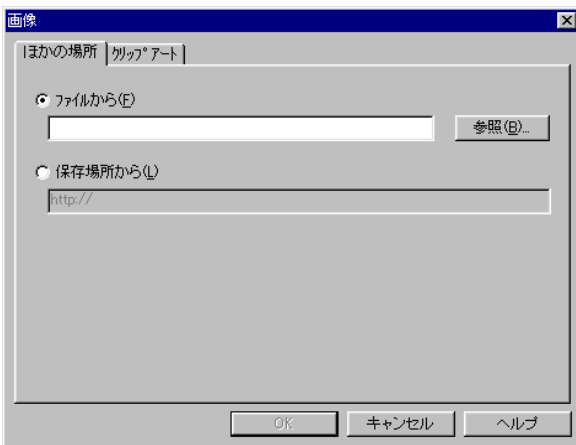 画像
ほかの場所 ｸﾘｯﾌﾟｱｰﾄ
ﾌｧｲﾙから(F)
参照(B)...
保存場所から(L)
http://
OK キャンセル ヘルプ